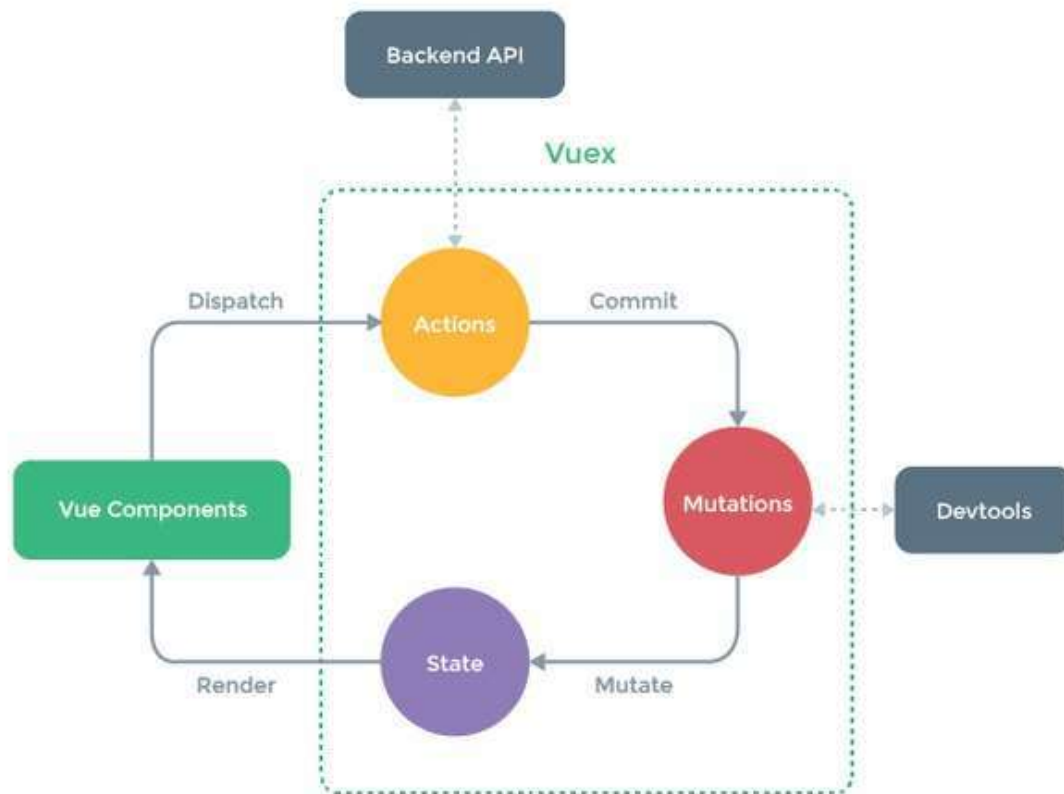 Backend API
Vuex
Dispatch
Commit
Actions
Vue Components
Mutations
Devtools
State
Render
Mutate